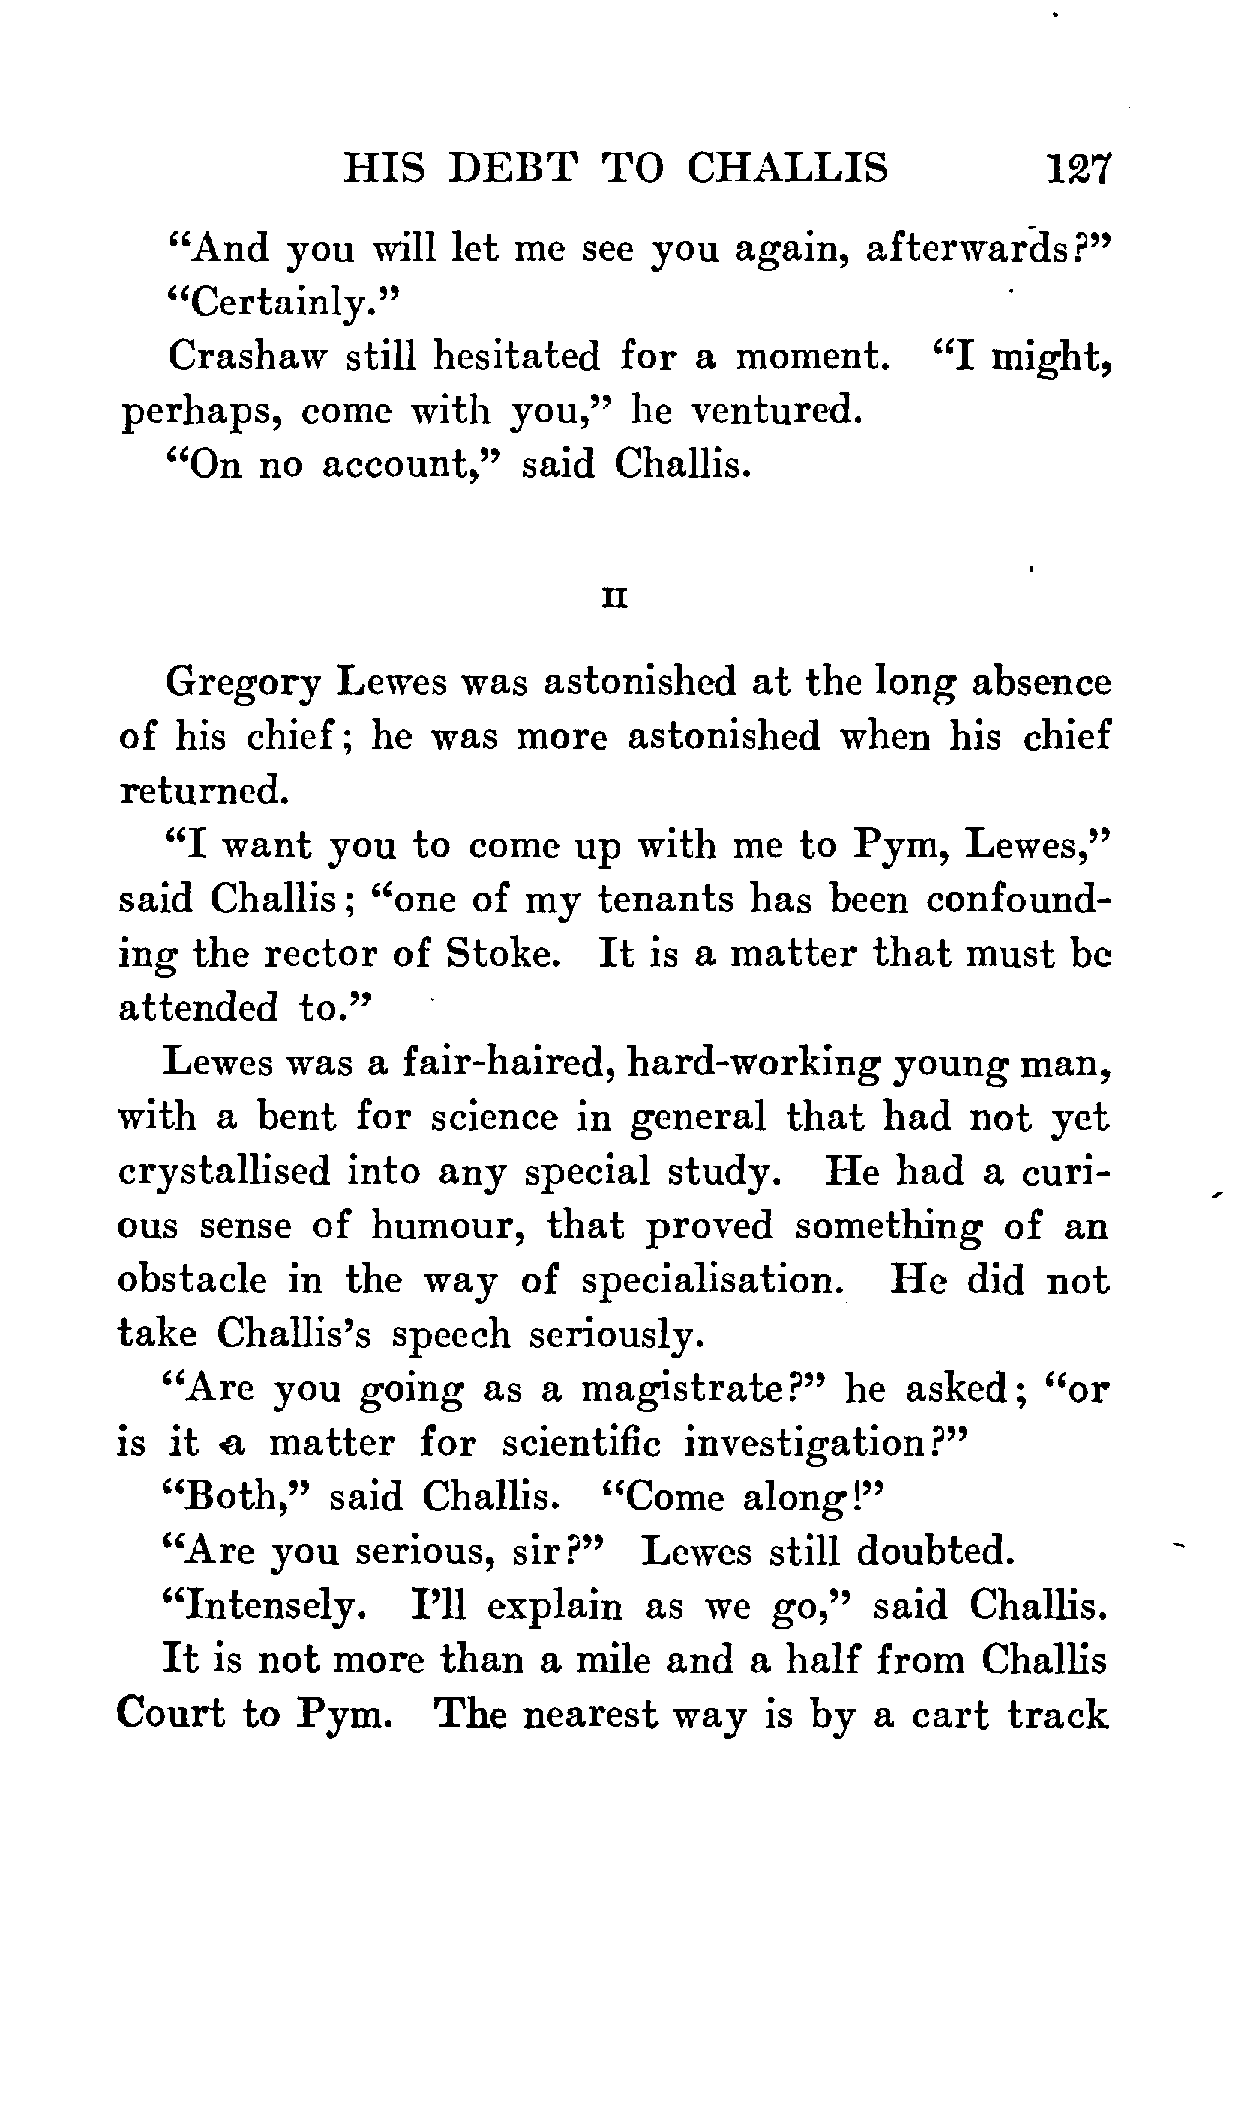 HIS DEBT TO CHALLIS 127
“And you will let me see you again, afterwards?”
“Certainly.”
Crashaw still hesitated for a moment. “I might,
perhaps, come with you,” he ventured.
“On no account,” said Challis.
II
Gregory Lewes was astonished at the long absence
of his chief; he was more astonished when his chief
returned.
“I want you to come up with me to Pym, Lewes,”
said Challis; “one of my tenants has been confound-
ing the rector of Stoke. It is a matter that must be
attended to.”
Lewes was a fair-haired, hard-working young man,
with a bent for science in general that had not yet
crystallised into any special study. He had a curi-
ous sense of humour, that proved something of an
obstacle in the way of specialisation. He did not
take Challis’s speech seriously.
“Are you going as a magistrate?” he asked; “or
is it a matter for scientific investigation?”
“Both,” said Challis. “Come along!”
“Are you serious, sir?” Lewes still doubted.
“Intensely. I’ll explain as we go,” said Challis.
It is not more than a mile and a half from Challis
Court to Pym. The nearest way is by a cart track